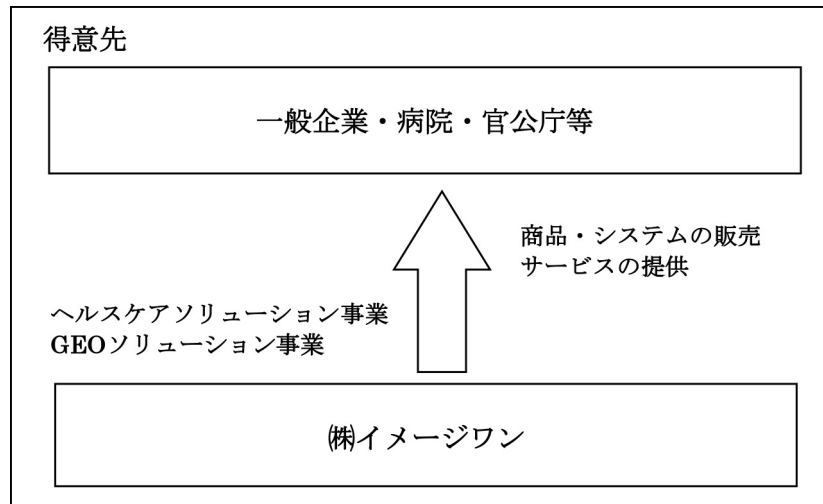 得意先
一般企業・病院・官公庁等
商品・システムの販売
サービスの提供
ヘルスケアソリューション事業
GEOソリューション事業
㈱イメージワン